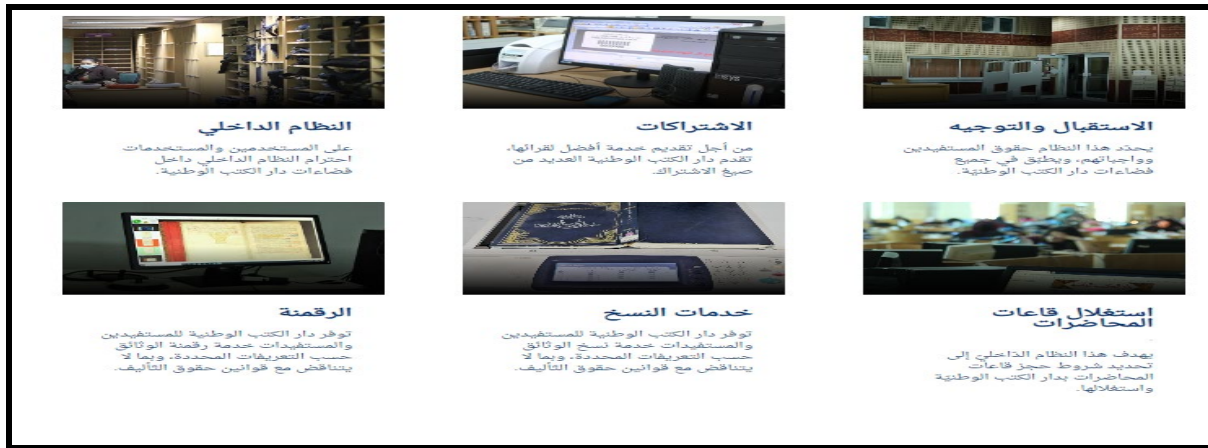 الاستقبال والتوجيه
يحدّد هذا النظام حقوق المستفيدين
وواجباتهم، ويطبّق في جميع
فضاءات دار الكتب الوطنيّة.
الاشتراكات
من أجل تقديم خدمة أفضل لقرائها،
تقدم دار الكتب الوطنية العديد من
صيغ الاشتراك.
النظام الداخلي
على المستخدمين والمستخدمات
احترام النظام الداخلي داخل
فضاءات دار الكتب الوطنية.
إستغلال قاعات
المحاضرات
يهدف هذا النظام الداخلي إلى
تحديد شروط حجز قاعات
المحاضرات بدار الكتب الوطنيّة
واستغلالها.
خدمات النسخ
توفر دار الكتب الوطنية للمستفيدين
والمستفيدات خدمة نسخ الوثائق
حسب التعريفات المحددة، وبما لا
يتناقض مع قوانين حقوق التأليف.
الرقمنة
توفر دار الكتب الوطنية للمستفيدين
والمستفيدات خدمة رقمنة الوثائق
حسب التعريفات المحددة، وبما لا
يتناقض مع قوانين حقوق التأليف.